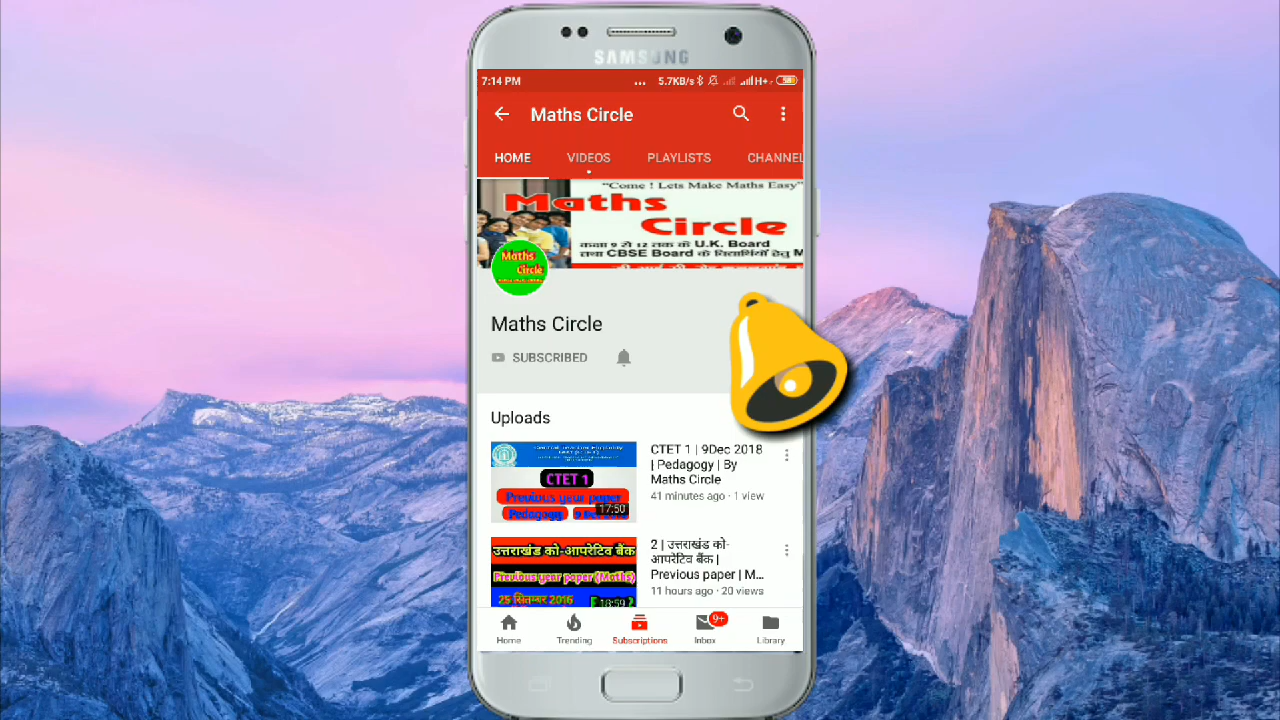 SAMSUNG
7:14 PM
... 5.7KB/s H+ 58
Maths Circle
HOME VIDEOS PLAYLISTS CHANNEL
"Come ! Lets Make Maths Easy"
Maths
Circle
कक्षा 9 से 12 तक के U.K. Board
तथा CBSE Board के विद्यार्थियों हेतु M
Maths
Circle
Maths Circle
SUBSCRIBED
Uploads
CTET 1
Previous year paper
Pedagogy 9 Dec 2018
17:50
CTET 1 | 9Dec 2018
| Pedagogy | By
Maths Circle
41 minutes ago · 1 view
उत्तराखंड को-आपरेटिव बैंक
Previous year paper (Maths)
25 सितम्बर 2016
18:59
2 | उत्तराखंड को-
आपरेटिव बैंक |
Previous paper | M...
11 hours ago · 20 views
9+
Home Trending Subscriptions Inbox Library